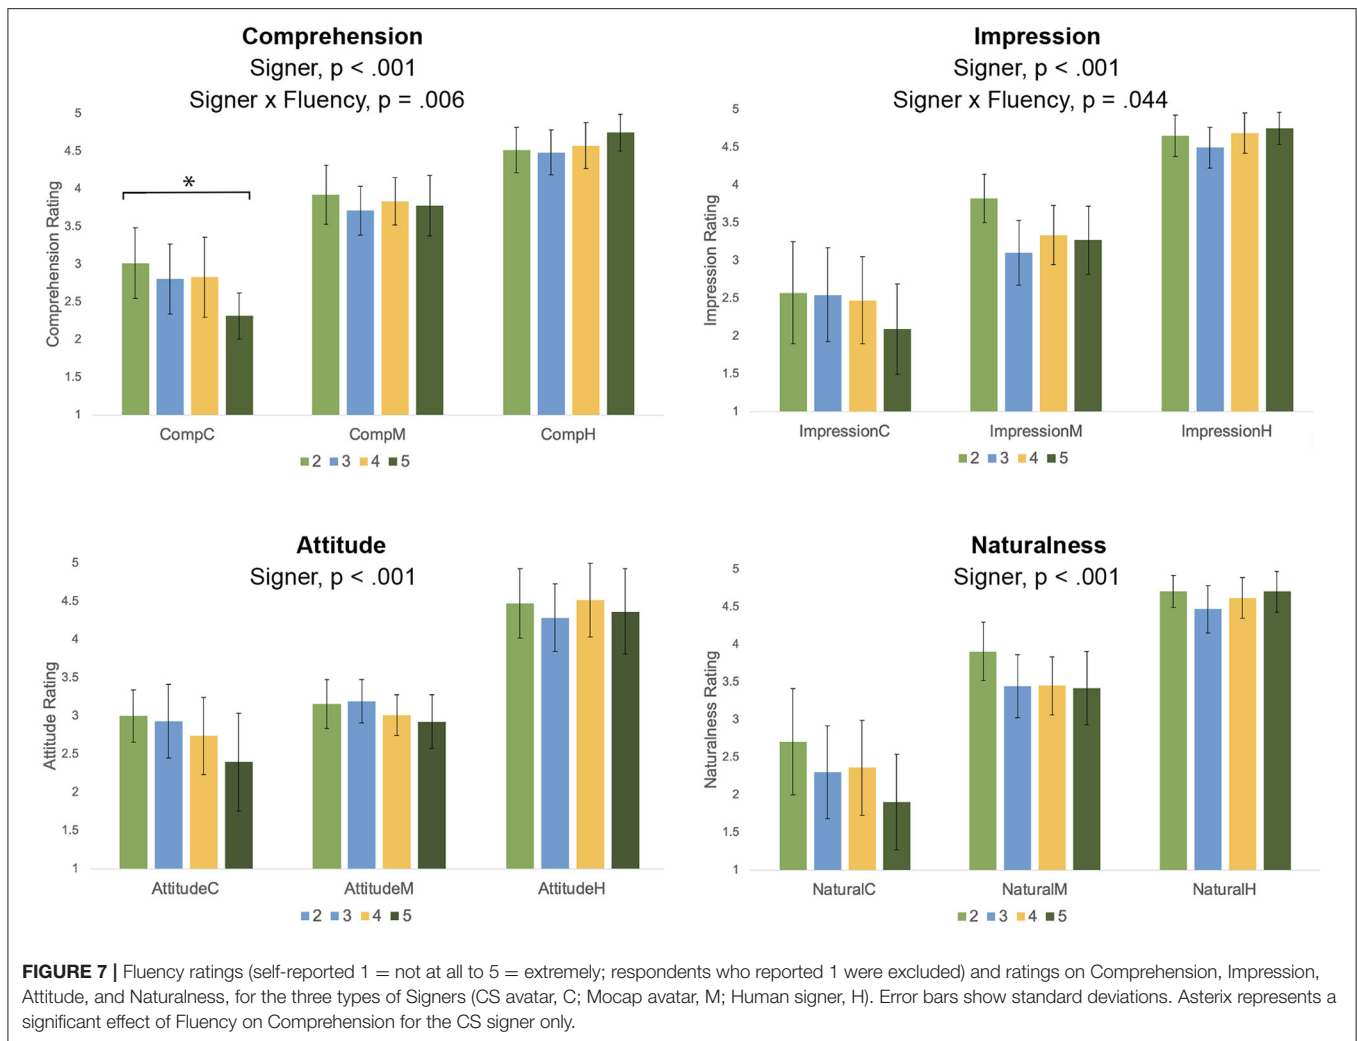 Comprehension
Signer, p < .001
Signer x Fluency, p = .006
Comprehension Rating
5
4.5
4
3.5
3
2.5
2
1.5
1
*
CompC CompM CompH
2 3 4 5
Impression
Signer, p < .001
Signer x Fluency, p = .044
Impression Rating
5
4.5
4
3.5
3
2.5
2
1.5
1
ImpressionC ImpressionM ImpressionH
2 3 4 5
Attitude
Signer, p < .001
Attitude Rating
5
4.5
4
3.5
3
2.5
2
1.5
1
AttitudeC AttitudeM AttitudeH
2 3 4 5
Naturalness
Signer, p < .001
Naturalness Rating
5
4.5
4
3.5
3
2.5
2
1.5
1
NaturalC NaturalM NaturalH
2 3 4 5
FIGURE 7 | Fluency ratings (self-reported 1 = not at all to 5 = extremely; respondents who reported 1 were excluded) and ratings on Comprehension, Impression,
Attitude, and Naturalness, for the three types of Signers (CS avatar, C; Mocap avatar, M; Human signer, H). Error bars show standard deviations. Asterix represents a
significant effect of Fluency on Comprehension for the CS signer only.